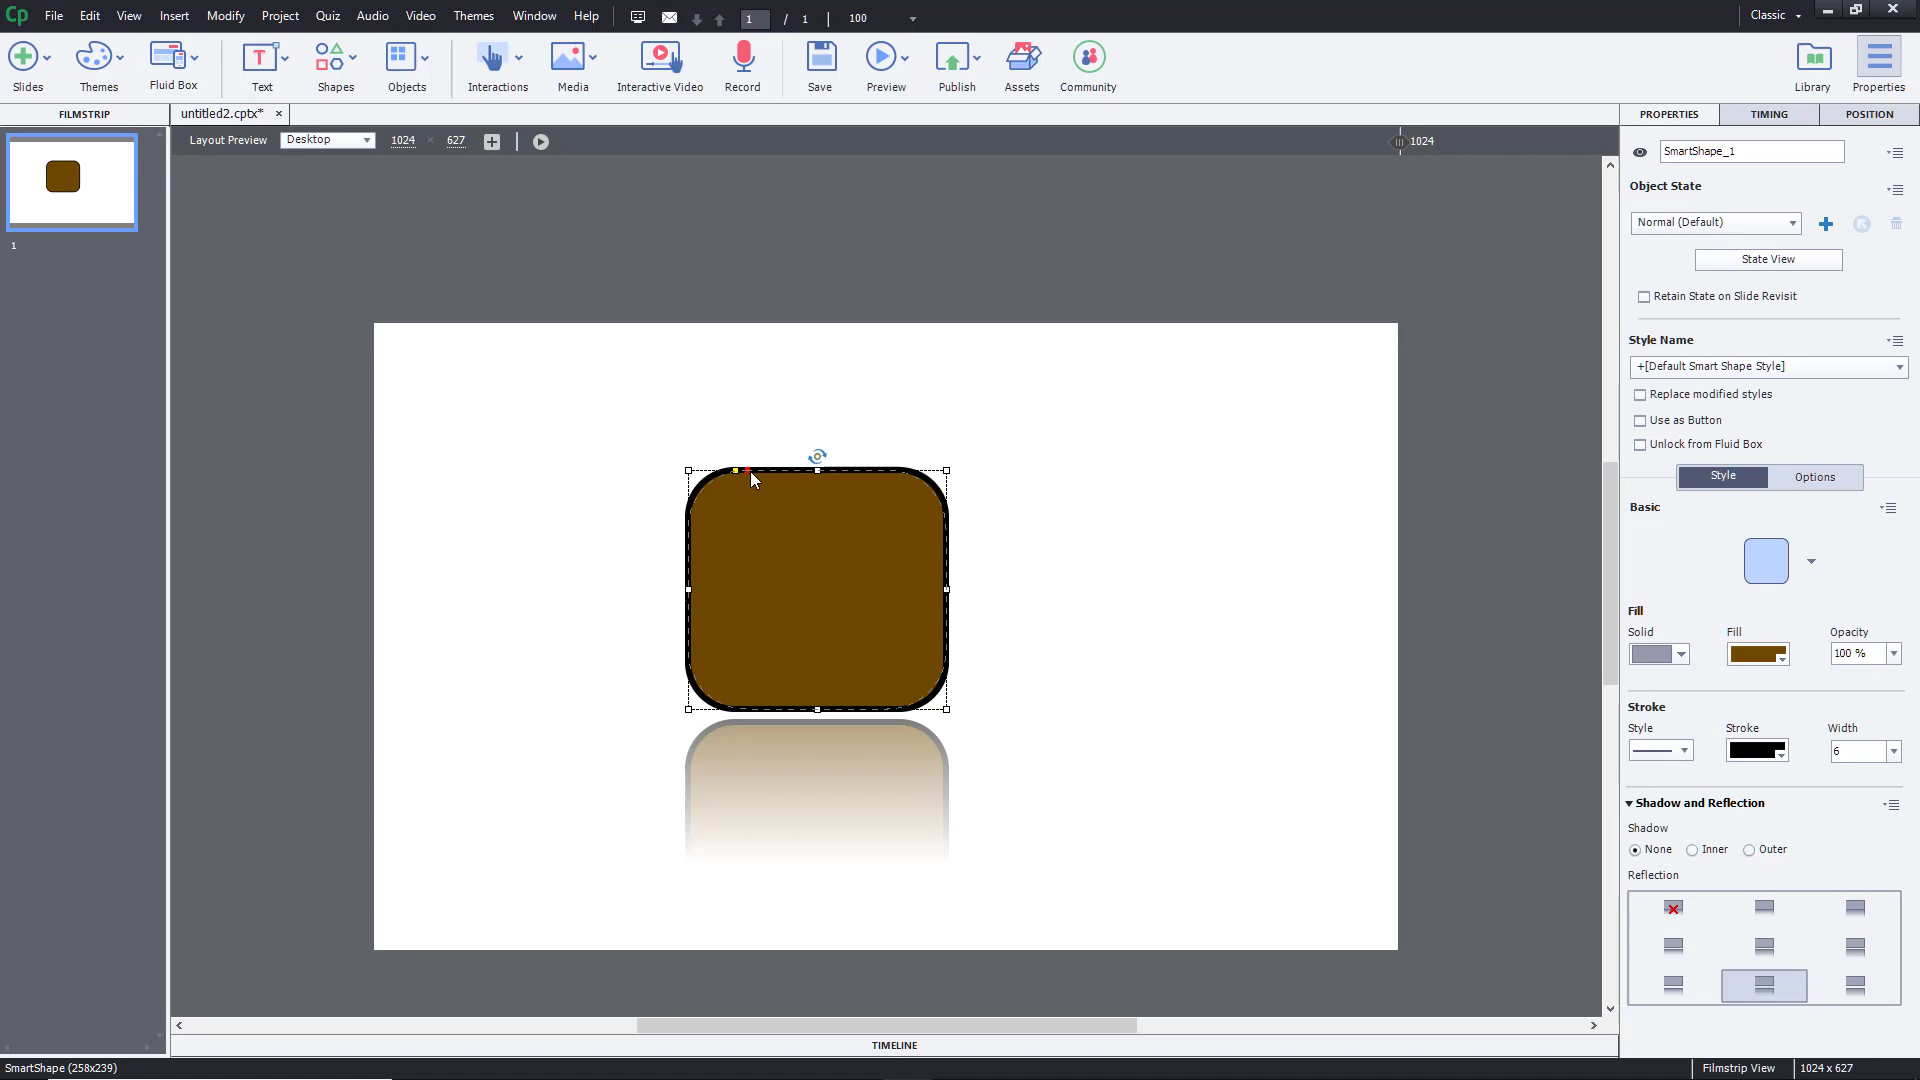 Cp File Edit View Insert Modify Project Quiz Audio Video Themes Window Help 1 / 1 100 Classic
Slides Themes Fluid Box Text Shapes Objects Interactions Media Interactive Video Record Save Preview Publish Assets Community Library Properties
FILMSTRIP untitled2.cptx* × PROPERTIES TIMING POSITION
Layout Preview Desktop 1024 × 627 1024
SmartShape_1
Object State
Normal (Default)
State View
Retain State on Slide Revisit
Style Name
+[Default Smart Shape Style]
Replace modified styles
Use as Button
Unlock from Fluid Box
Style Options
Basic
Fill
Solid Fill Opacity
100 %
Stroke
Style Stroke Width
6
Shadow and Reflection
Shadow
None Inner Outer
Reflection
1
TIMELINE
SmartShape (258x239) Filmstrip View 1024 x 627